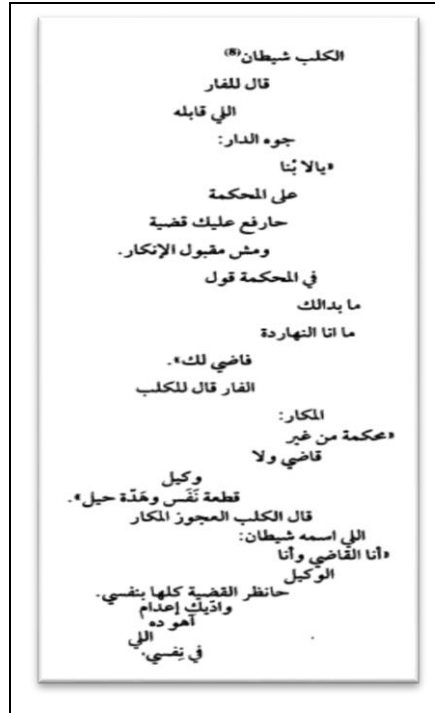 الكلب شيطان(8)
قال للفار
اللي قابله
جوه الدار:
«يالا بُنا
على المحكمة
حارفع عليك قضية
ومش مقبول الإنكار.
في المحكمة قول
ما بدالك
ما انا النهاردة
فاضي لك».
الفار قال للكلب
المكار:
«محكمة من غير
قاضي ولا
وكيل
قطعة نَفَس وهَدّة حيل».
قال الكلب العجوز المكار
اللي اسمه شيطان:
«أنا القاضي وأنا
الوكيل
حانظر القضية كلها بنفسي.
واديك إعدام
آهو ده
اللي
في نِفسي.